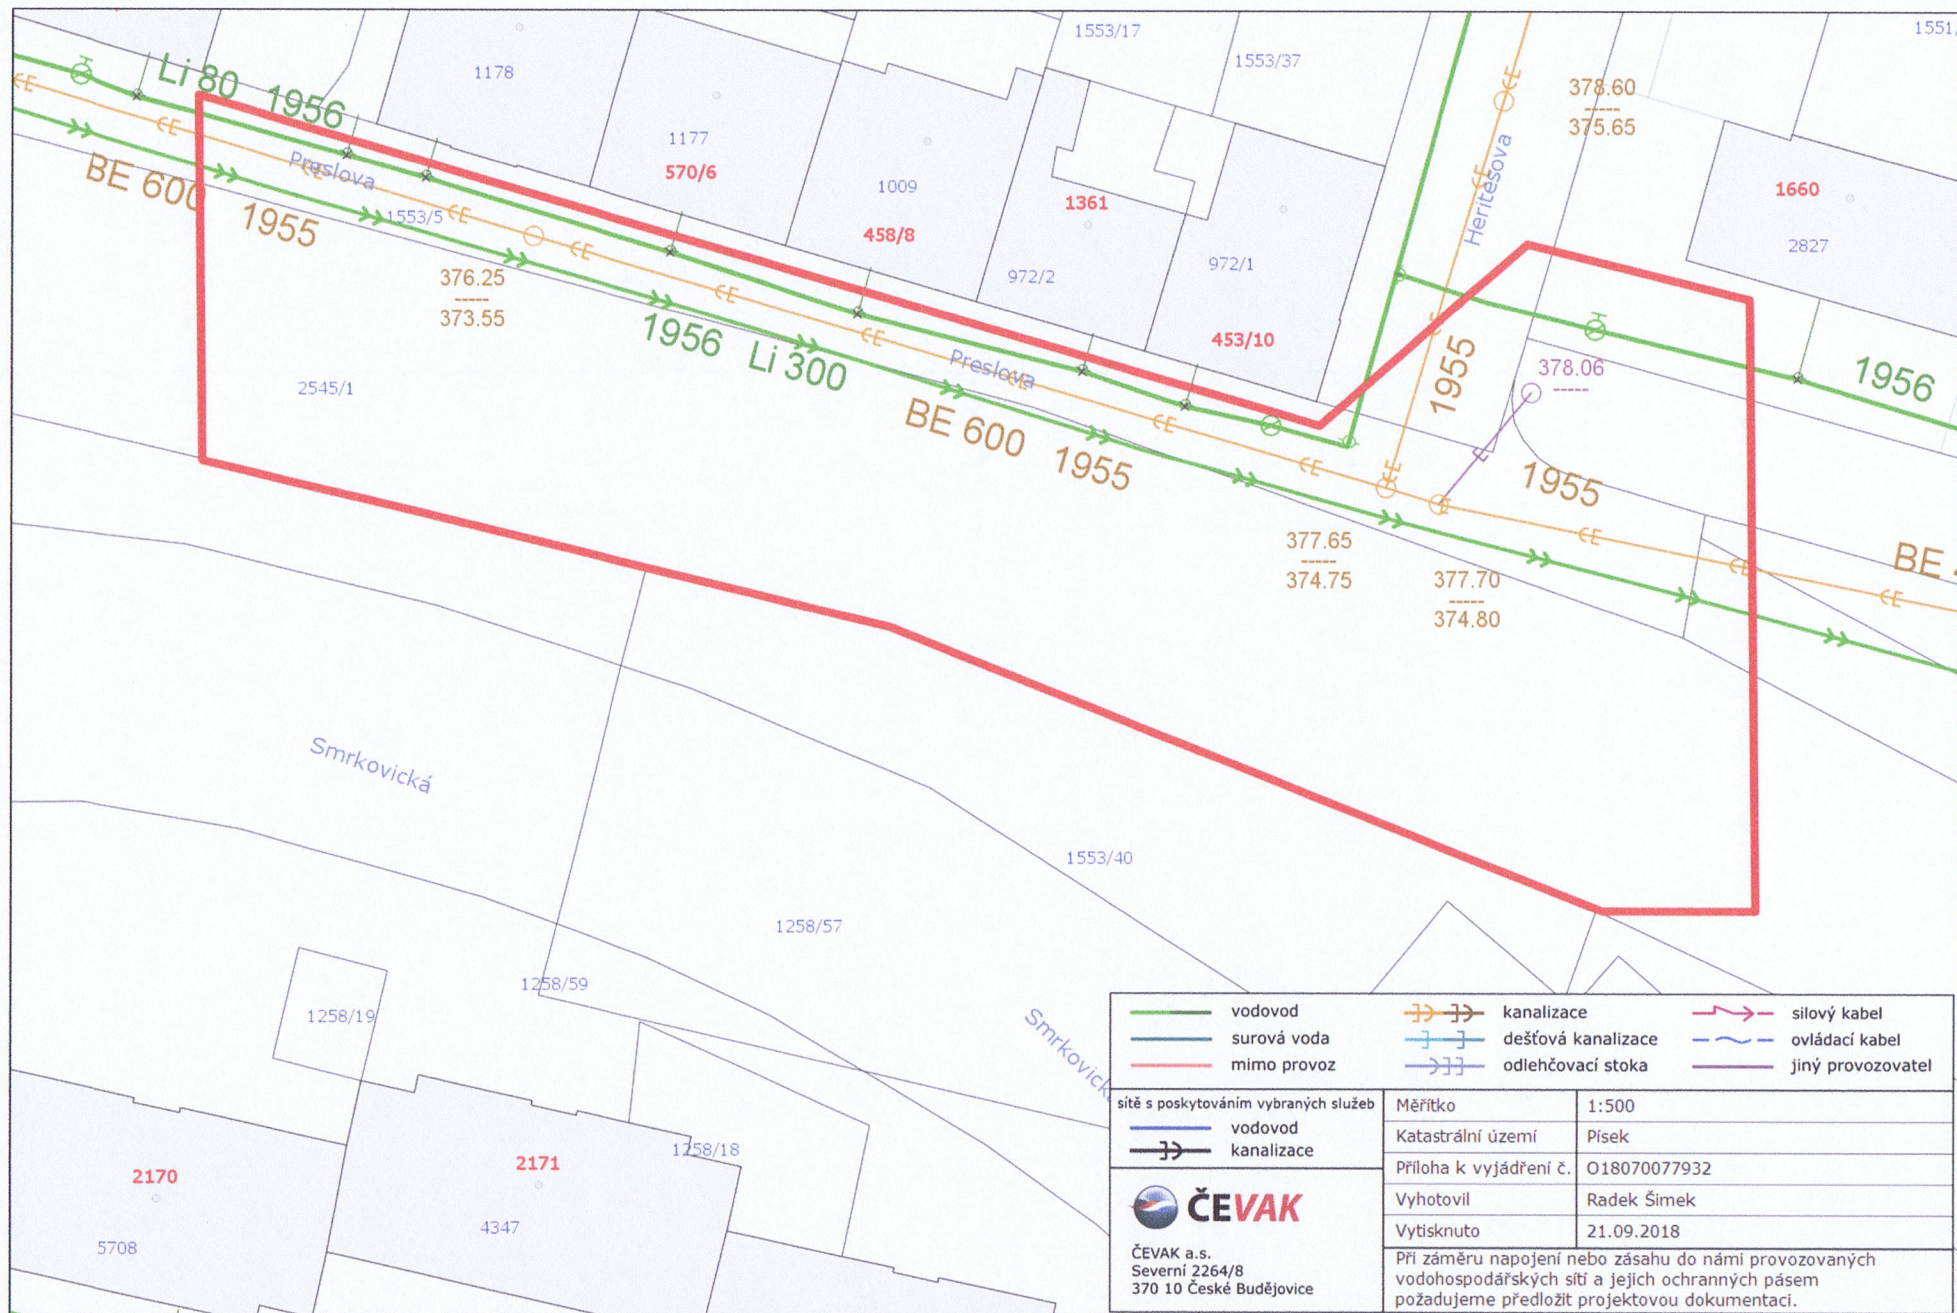 1178
1553/17
1553/37
1551/
Li 80 1956
378.60
-----
375.65
1177
570/6
1009
458/8
1361
972/2
972/1
453/10
Heritesova
1660
2827
BE 600 1955
Preslova
1553/5
376.25
-----
373.55
1956 Li 300
Preslova
1955
378.06
-----
1956
2545/1
BE 600 1955
1955
377.65
-----
374.75
377.70
-----
374.80
BE
Smrkovická
1553/40
1258/57
1258/59
1258/19
Smrkovická
1258/18
2170
2171
5708
4347
vodovod
surová voda
mimo provoz
kanalizace
dešťová kanalizace
odlehčovací stoka
silový kabel
ovládací kabel
jiný provozovatel
sítě s poskytováním vybraných služeb
vodovod
kanalizace
Měřítko 1:500
Katastrální území Písek
Příloha k vyjádření č. O18070077932
Vyhotovil Radek Šimek
Vytisknuto 21.09.2018
ČEVAK
ČEVAK a.s.
Severní 2264/8
370 10 České Budějovice
Při záměru napojení nebo zásahu do námi provozovaných
vodohospodářských sítí a jejich ochranných pásem
požadujeme předložit projektovou dokumentaci.